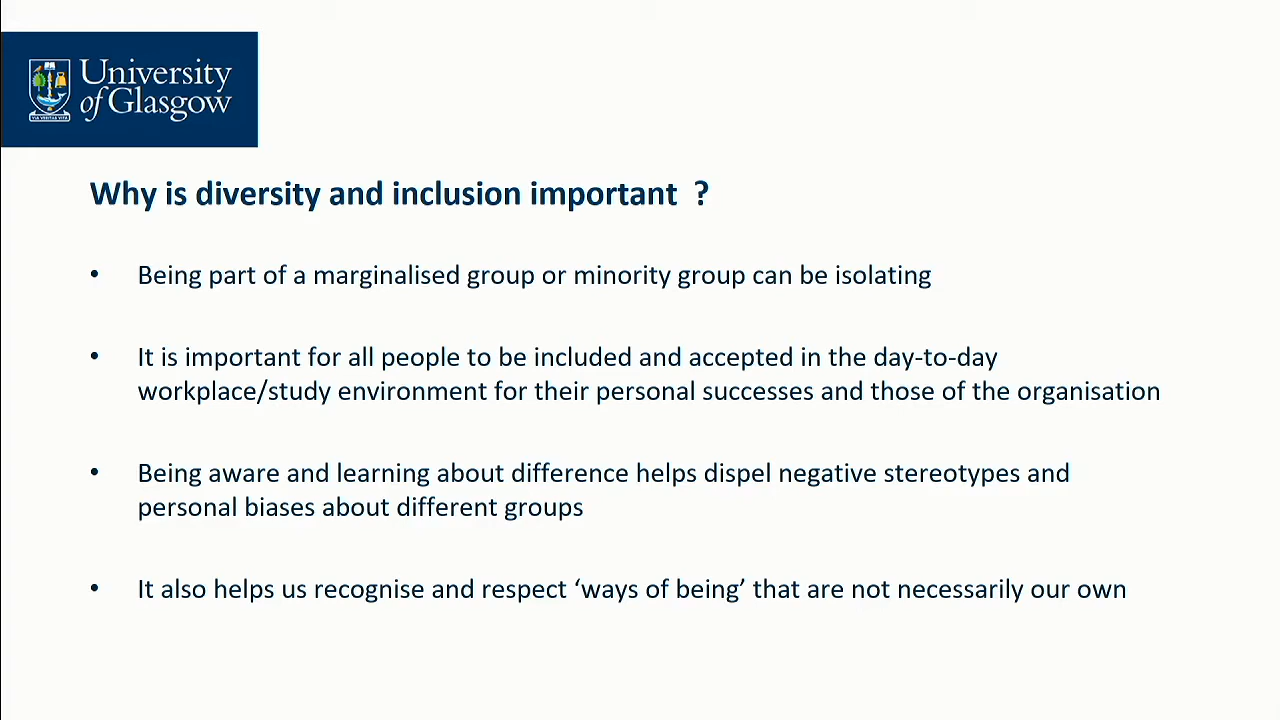 University
of Glasgow
VIA VERITAS VITA
Why is diversity and inclusion important  ?
• Being part of a marginalised group or minority group can be isolating
• It is important for all people to be included and accepted in the day-to-day
workplace/study environment for their personal successes and those of the organisation
• Being aware and learning about difference helps dispel negative stereotypes and
personal biases about different groups
• It also helps us recognise and respect ‘ways of being’ that are not necessarily our own